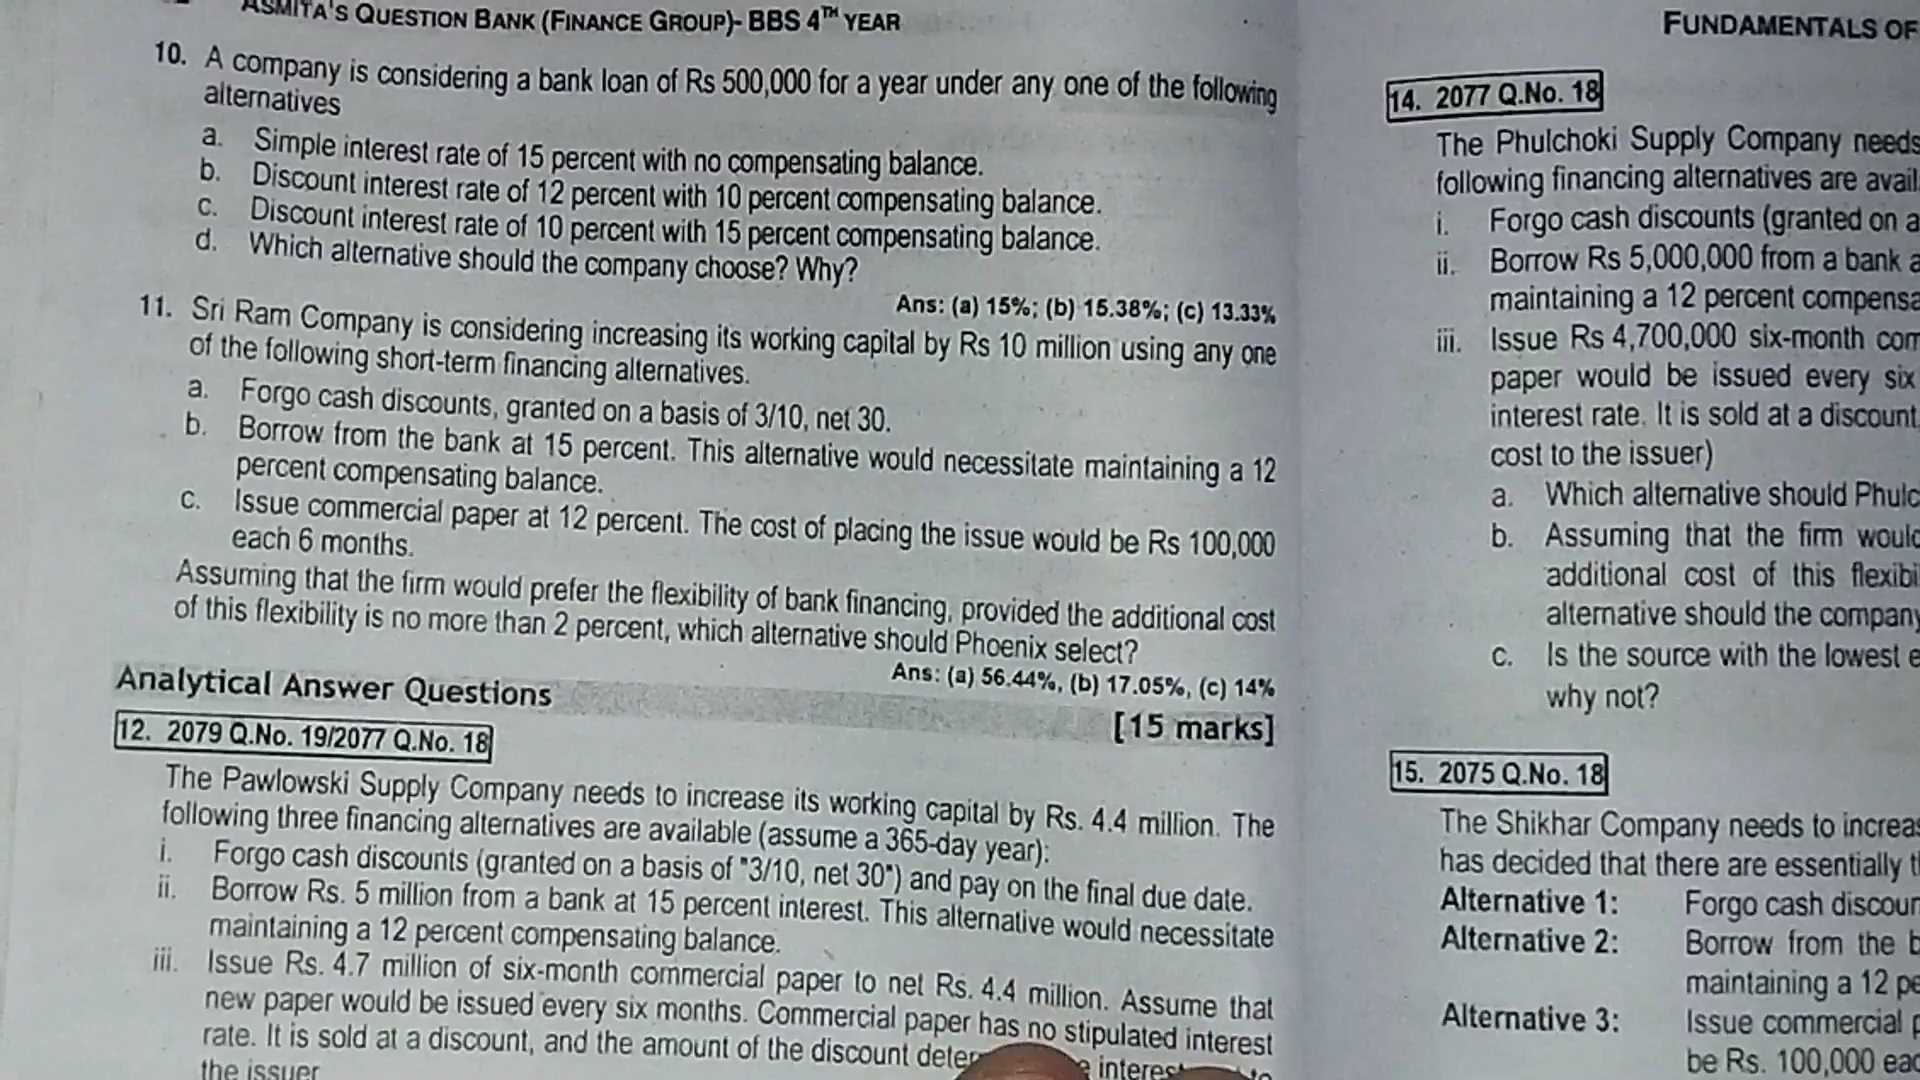 ASMITA'S QUESTION BANK (FINANCE GROUP)- BBS 4TH YEAR
10. A company is considering a bank loan of Rs 500,000 for a year under any one of the following
alternatives
a. Simple interest rate of 15 percent with no compensating balance.
b. Discount interest rate of 12 percent with 10 percent compensating balance.
c. Discount interest rate of 10 percent with 15 percent compensating balance.
d. Which alternative should the company choose? Why?
Ans: (a) 15%; (b) 15.38%; (c) 13.33%
11. Sri Ram Company is considering increasing its working capital by Rs 10 million using any one
of the following short-term financing alternatives.
a. Forgo cash discounts, granted on a basis of 3/10, net 30.
b. Borrow from the bank at 15 percent. This alternative would necessitate maintaining a 12
percent compensating balance.
c. Issue commercial paper at 12 percent. The cost of placing the issue would be Rs 100,000
each 6 months.
Assuming that the firm would prefer the flexibility of bank financing, provided the additional cost
of this flexibility is no more than 2 percent, which alternative should Phoenix select?
Ans: (a) 56.44%, (b) 17.05%, (c) 14%
Analytical Answer Questions
[15 marks]
12. 2079 Q.No. 19/2077 Q.No. 18
The Pawlowski Supply Company needs to increase its working capital by Rs. 4.4 million. The
following three financing alternatives are available (assume a 365-day year):
i. Forgo cash discounts (granted on a basis of "3/10, net 30") and pay on the final due date.
ii. Borrow Rs. 5 million from a bank at 15 percent interest. This alternative would necessitate
maintaining a 12 percent compensating balance.
iii. Issue Rs. 4.7 million of six-month commercial paper to net Rs. 4.4 million. Assume that
new paper would be issued every six months. Commercial paper has no stipulated interest
rate. It is sold at a discount, and the amount of the discount
the issuer
FUNDAMENTALS OF
14. 2077 Q.No. 18
The Phulchoki Supply Company needs
following financing alternatives are
i. Forgo cash discounts (granted on a
ii. Borrow Rs 5,000,000 from a bank
maintaining a 12 percent
iii. Issue Rs 4,700,000 six-month
paper would be issued every six
interest rate. It is sold at a discount
cost to the issuer)
a. Which alternative should
b. Assuming that the firm
additional cost of this
alternative should the company
c. Is the source with the lowest
why not?
15. 2075 Q.No. 18
The Shikhar Company needs to
has decided that there are essentially
Alternative 1: Forgo cash
Alternative 2: Borrow from the
maintaining a 12
Alternative 3: Issue commercial
be Rs. 100,000